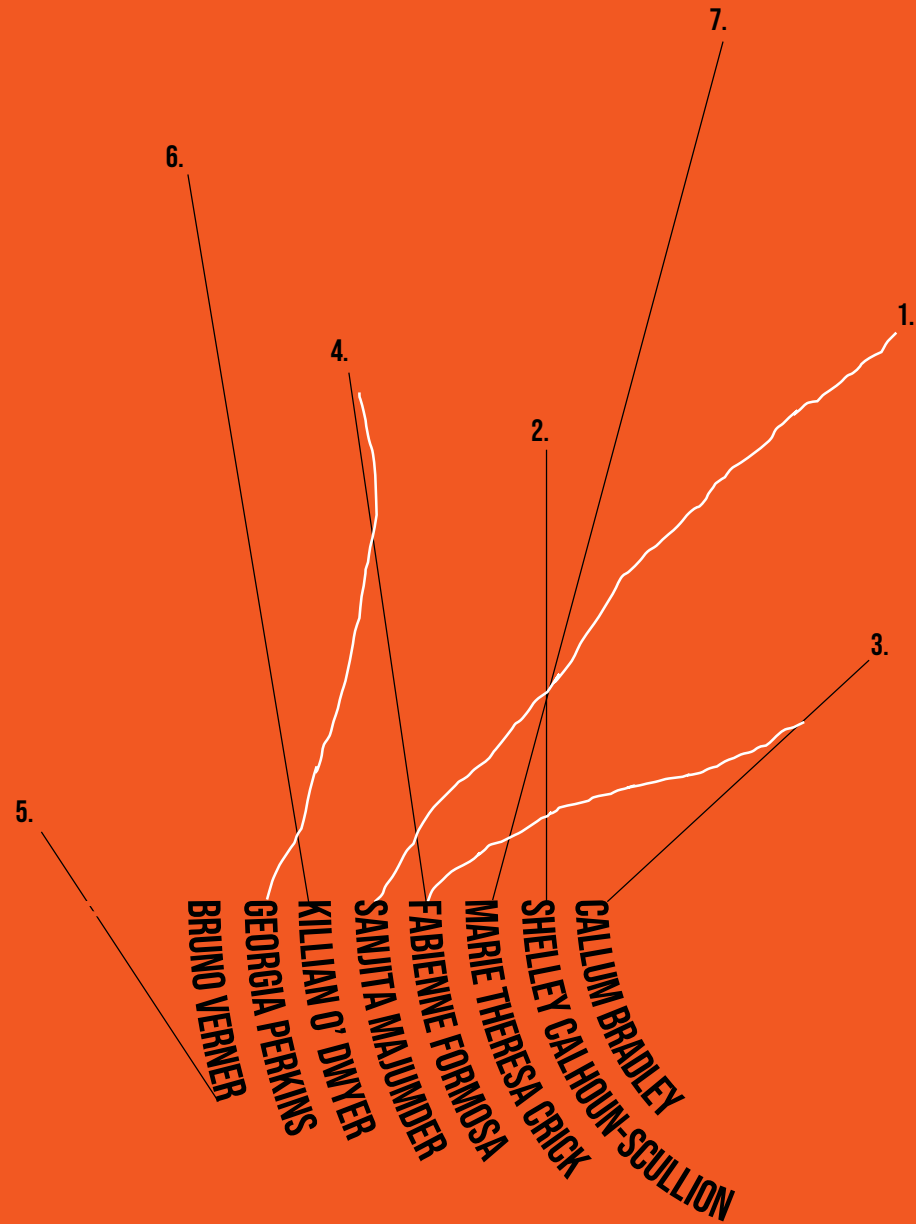 7.
6.
1.
4.
2.
3.
5.
BRUNO VERNER
GEORGIA PERKINS
KILLIAN O' DWYER
SANJITA MAJUMDER
FABIENNE FORMOSA
MARIE THERESA CRICK
SHELLEY CALHOUN-SCULLION
CALLUM BRADLEY